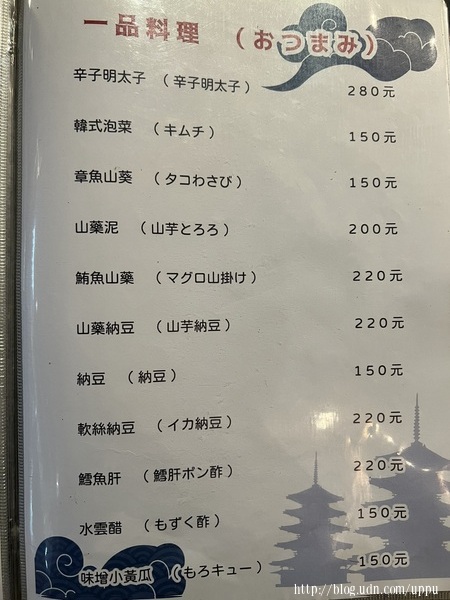 一品料理 （おつまみ）
辛子明太子 （辛子明太子） 280元
韓式泡菜 （キムチ） 150元
章魚山葵 （タコわさび） 150元
山藥泥 （山芋とろろ） 200元
鮪魚山藥 （マグロ山掛け） 220元
山藥納豆 （山芋納豆） 220元
納豆 （納豆） 150元
軟絲納豆 （イカ納豆） 220元
鱈魚肝 （鱈肝ポン酢） 220元
水雲醋 （もずく酢） 150元
味增小黃瓜 （もろキュー） 150元
http://blog.udn.com/uppu